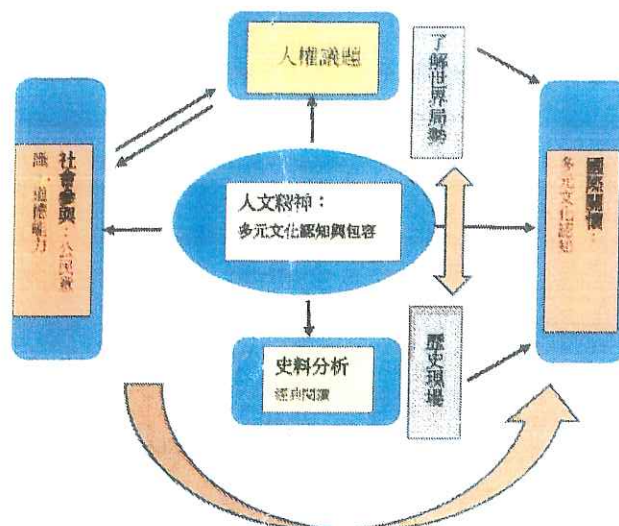 人權議題
了解世界局勢
社會參與：公民意
識、道德能力
人文精神：
多元文化認知與包容
國際關懷：
多元文化認知
史料分析
經典閱讀
歷史現場